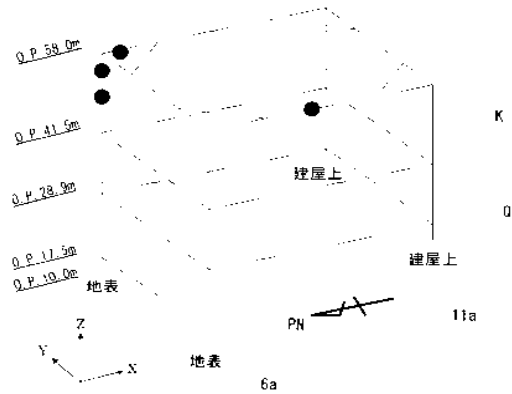 O.P.58.0m
O.P.41.5m
K
建屋上
O.P.28.9m
Q
建屋上
O.P.17.5m
O.P.10.0m
地表
PN
11a
Z
Y
X
地表
6a